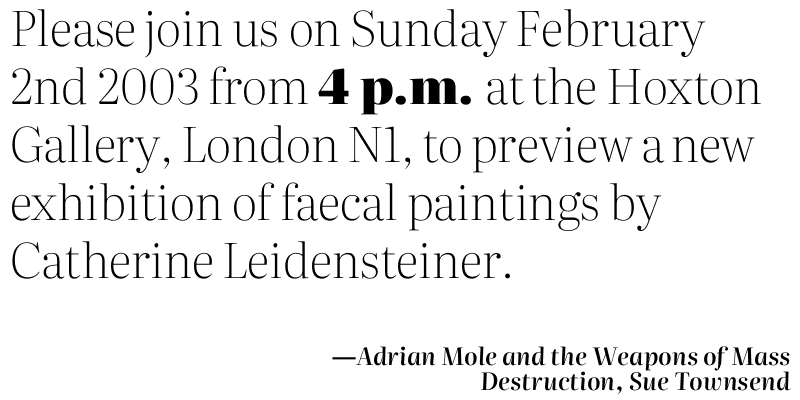 Please join us on Sunday February
2nd 2003 from 4 p.m. at the Hoxton
Gallery, London N1, to preview a new
exhibition of faecal paintings by
Catherine Leidensteiner.
—Adrian Mole and the Weapons of Mass
Destruction, Sue Townsend